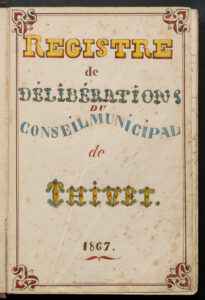 REGISTRE
de
DÉLIBÉRATIONS
DU
CONSEIL MUNICIPAL
de
Thivet.
1867.